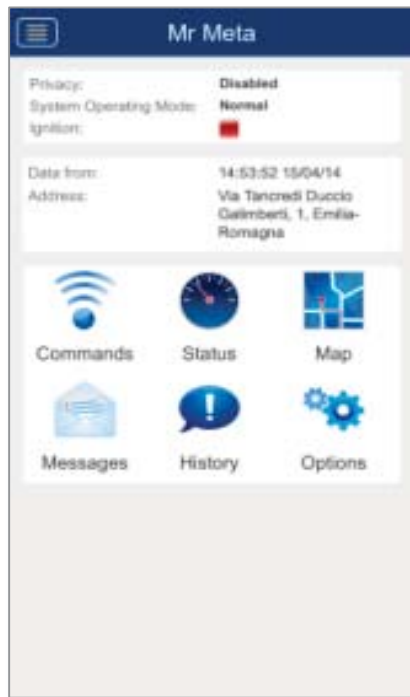 Mr Meta
Privacy: Disabled
System Operating Mode: Normal
Ignition:
Data from: 14:53:52 15/04/14
Address: Via Tancredi Duccio
Galimberti, 1, Emilia-
Romagna
Commands Status Map
Messages History Options